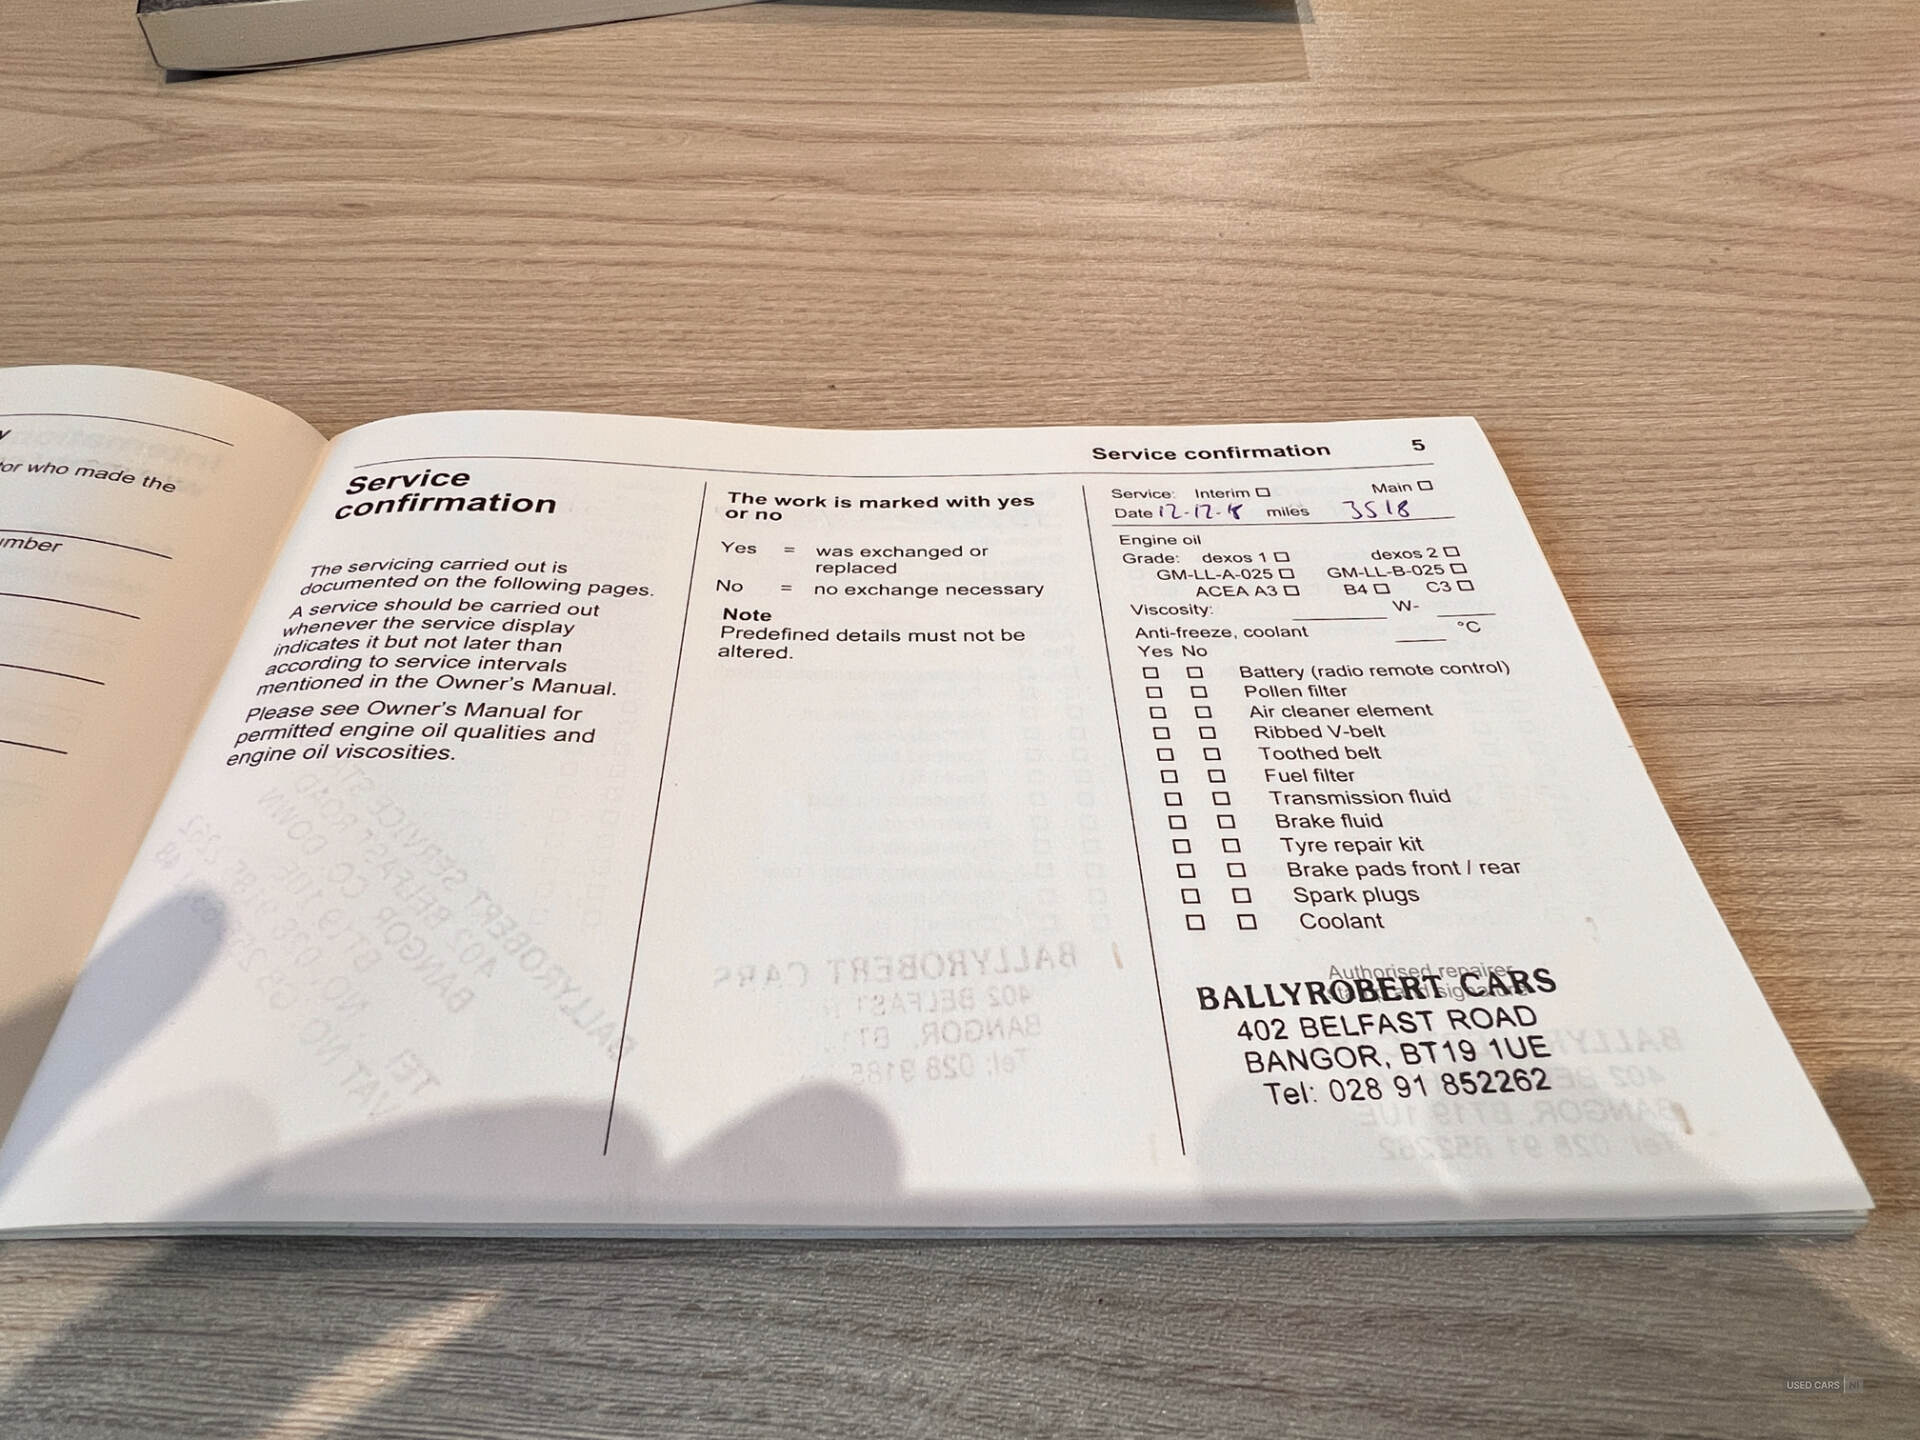 or who made the
umber
Service confirmation 5
Service
confirmation
The servicing carried out is
documented on the following pages.
A service should be carried out
whenever the service display
indicates it but not later than
according to service intervals
mentioned in the Owner's Manual.
Please see Owner's Manual for
permitted engine oil qualities and
engine oil viscosities.
The work is marked with yes
or no
Yes = was exchanged or
replaced
No = no exchange necessary
Note
Predefined details must not be
altered.
Service: Interim □ Main □
Date 12-12-18 miles 3518
Engine oil
Grade: dexos 1 □ dexos 2 □
GM-LL-A-025 □ GM-LL-B-025 □
ACEA A3 □ B4 □ C3 □
Viscosity: W-
Anti-freeze, coolant °C
Yes No
□ □ Battery (radio remote control)
□ □ Pollen filter
□ □ Air cleaner element
□ □ Ribbed V-belt
□ □ Toothed belt
□ □ Fuel filter
□ □ Transmission fluid
□ □ Brake fluid
□ □ Tyre repair kit
□ □ Brake pads front / rear
□ □ Spark plugs
□ □ Coolant
Authorised repairer
stamp and signature
BALLYROBERT CARS
402 BELFAST ROAD
BANGOR, BT19 1UE
Tel: 028 91 852262
USED CARS NI